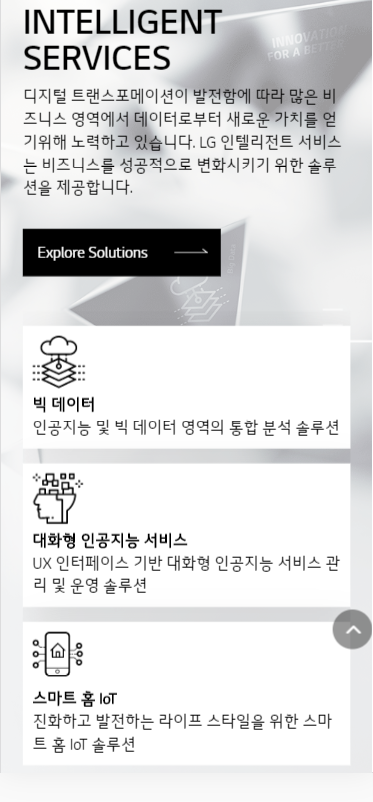 INTELLIGENT
SERVICES
INNOVATION
FOR A BETTER
디지털 트랜스포메이션이 발전함에 따라 많은 비
즈니스 영역에서 데이터로부터 새로운 가치를 얻
기위해 노력하고 있습니다. LG 인텔리전트 서비스
는 비즈니스를 성공적으로 변화시키기 위한 솔루
션을 제공합니다.
Explore Solutions
빅 데이터
인공지능 및 빅 데이터 영역의 통합 분석 솔루션
대화형 인공지능 서비스
UX 인터페이스 기반 대화형 인공지능 서비스 관
리 및 운영 솔루션
스마트 홈 IoT
진화하고 발전하는 라이프 스타일을 위한 스마
트 홈 IoT 솔루션